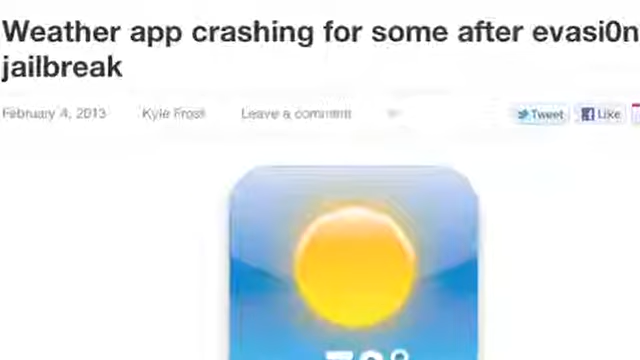 Weather app crashing for some after evasi0n
jailbreak
February 4, 2013 Kyle Frost Leave a comment Tweet Like